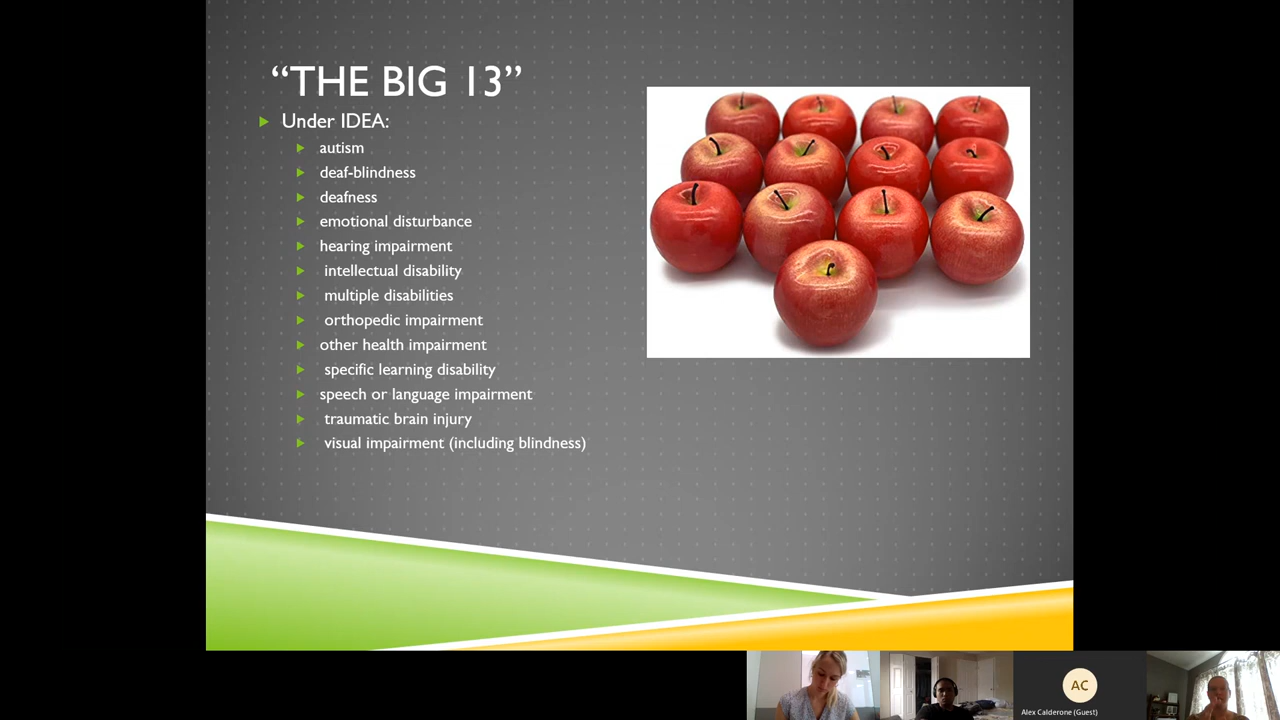 “THE BIG 13”
Under IDEA:
autism
deaf-blindness
deafness
emotional disturbance
hearing impairment
intellectual disability
multiple disabilities
orthopedic impairment
other health impairment
specific learning disability
speech or language impairment
traumatic brain injury
visual impairment (including blindness)
AC
Alex Calderone (Guest)